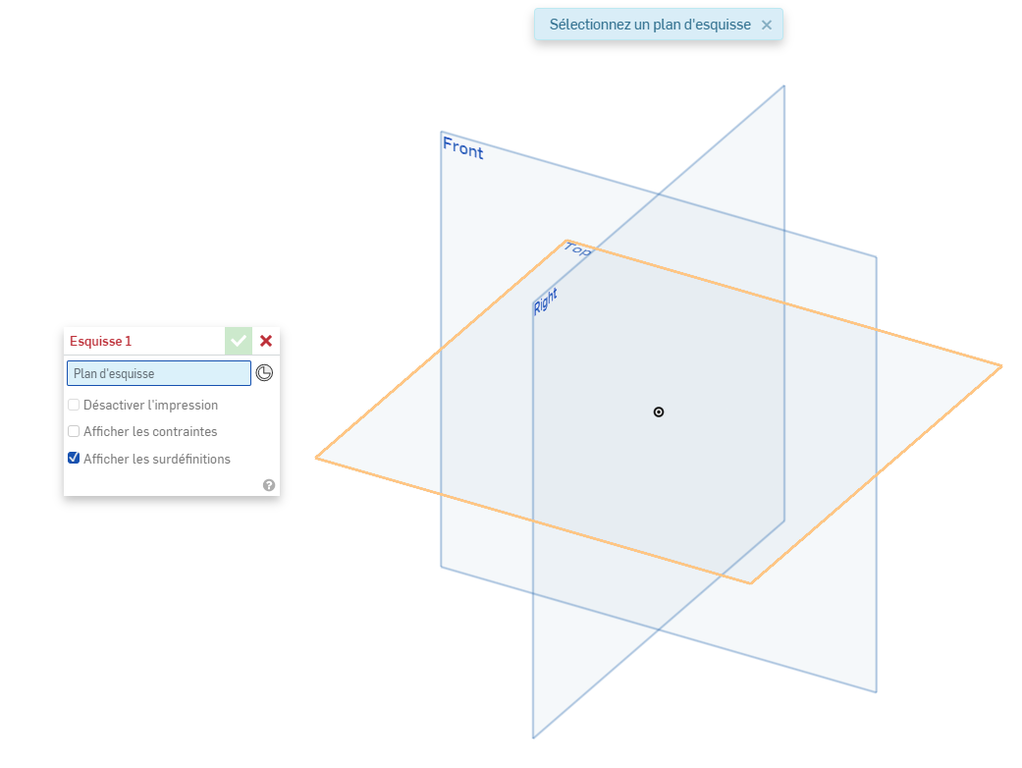 Sélectionnez un plan d'esquisse
Front
Top
Right
Esquisse 1
Plan d'esquisse
Désactiver l'impression
Afficher les contraintes
Afficher les surdéfinitions